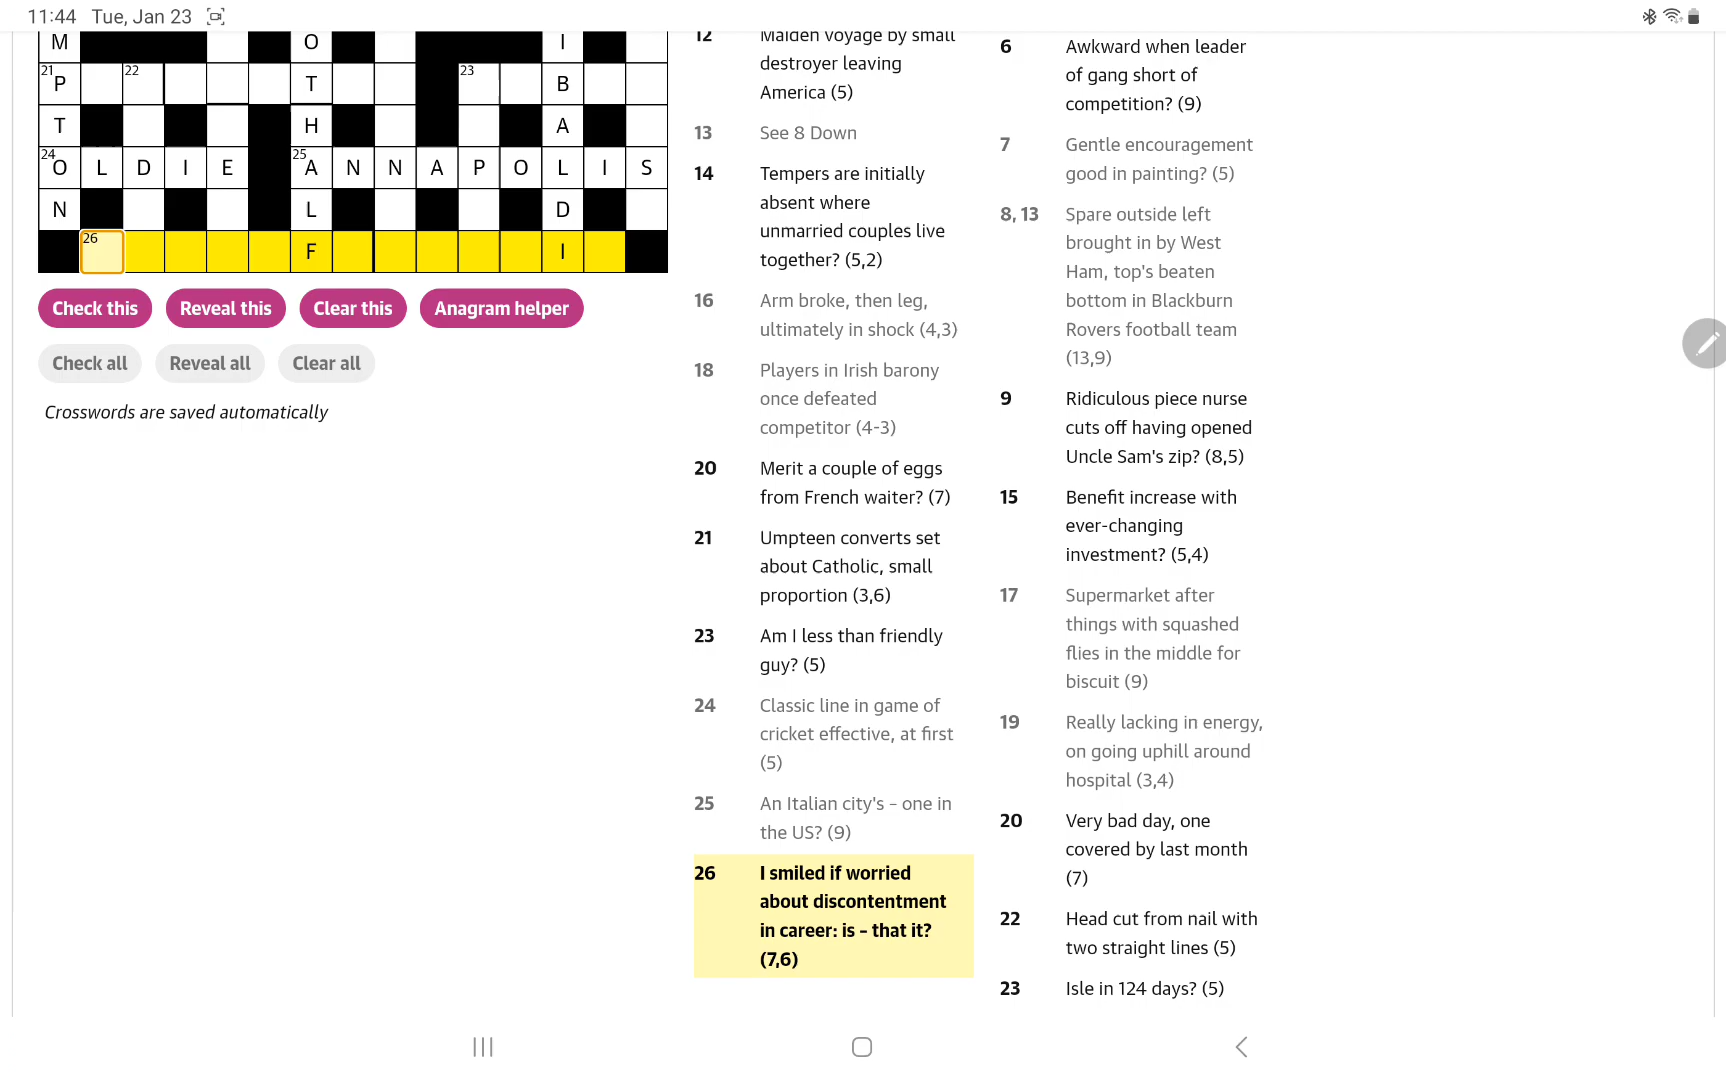 11:44 Tue, Jan 23
M O I
21 P 22 T 23 B
T H A
24 O L D I E 25 A N N A P O L I S
N L D
26 F I
Check this Reveal this Clear this Anagram helper
Check all Reveal all Clear all
Crosswords are saved automatically
12 Maiden voyage by small
destroyer leaving
America (5)
13 See 8 Down
14 Tempers are initially
absent where
unmarried couples live
together? (5,2)
16 Arm broke, then leg,
ultimately in shock (4,3)
18 Players in Irish barony
once defeated
competitor (4-3)
20 Merit a couple of eggs
from French waiter? (7)
21 Umpteen converts set
about Catholic, small
proportion (3,6)
23 Am I less than friendly
guy? (5)
24 Classic line in game of
cricket effective, at first
(5)
25 An Italian city's – one in
the US? (9)
26 I smiled if worried
about discontentment
in career: is – that it?
(7,6)
6 Awkward when leader
of gang short of
competition? (9)
7 Gentle encouragement
good in painting? (5)
8, 13 Spare outside left
brought in by West
Ham, top's beaten
bottom in Blackburn
Rovers football team
(13,9)
9 Ridiculous piece nurse
cuts off having opened
Uncle Sam's zip? (8,5)
15 Benefit increase with
ever-changing
investment? (5,4)
17 Supermarket after
things with squashed
flies in the middle for
biscuit (9)
19 Really lacking in energy,
on going uphill around
hospital (3,4)
20 Very bad day, one
covered by last month
(7)
22 Head cut from nail with
two straight lines (5)
23 Isle in 124 days? (5)